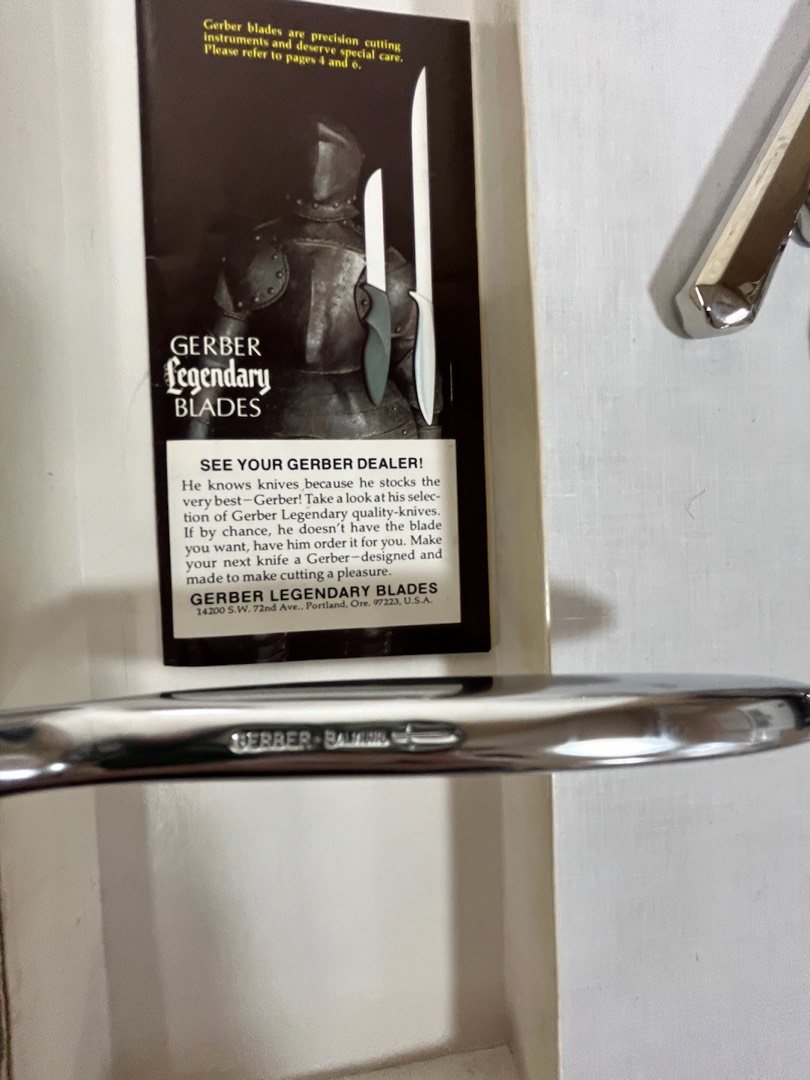 Gerber blades are precision cutting
instruments and deserve special care.
Please refer to pages 4 and 6.
GERBER
Legendary
BLADES
SEE YOUR GERBER DEALER!
He knows knives because he stocks the
very best—Gerber! Take a look at his selec-
tion of Gerber Legendary quality-knives.
If by chance, he doesn't have the blade
you want, have him order it for you. Make
your next knife a Gerber—designed and
made to make cutting a pleasure.
GERBER LEGENDARY BLADES
14200 S.W. 72nd Ave., Portland, Ore. 97223, U.S.A.
GERBER